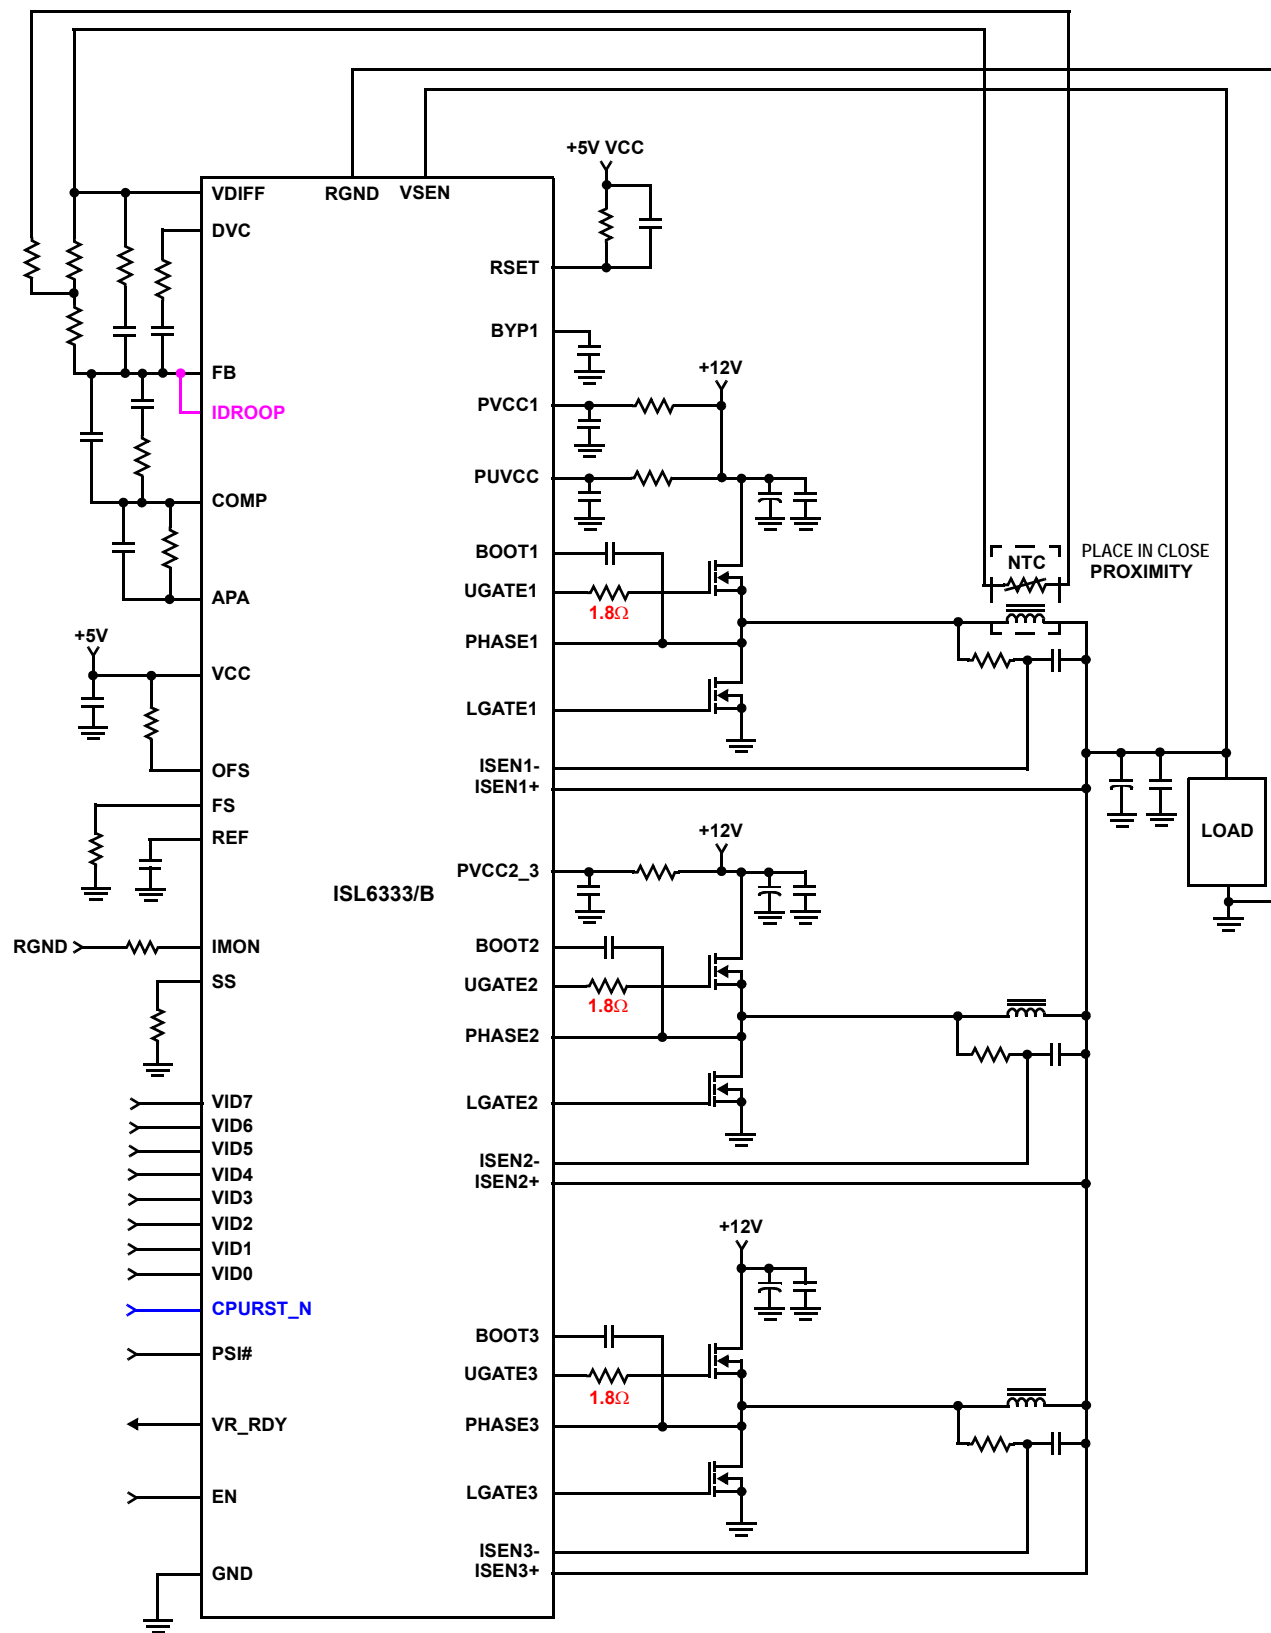 +5V VCC
VDIFF
RGND
VSEN
DVC
RSET
BYP1
+12V
FB
IDROOP
PVCC1
PUVCC
COMP
BOOT1
UGATE1
1.8Ω
APA
NTC
PLACE IN CLOSE
PROXIMITY
+5V
PHASE1
VCC
LGATE1
OFS
ISEN1-
ISEN1+
FS
REF
+12V
LOAD
PVCC2_3
ISL6333/B
RGND
IMON
BOOT2
SS
UGATE2
1.8Ω
PHASE2
VID7
LGATE2
VID6
VID5
VID4
ISEN2-
ISEN2+
VID3
VID2
+12V
VID1
VID0
CPURST_N
BOOT3
PSI#
UGATE3
1.8Ω
VR_RDY
PHASE3
EN
LGATE3
ISEN3-
ISEN3+
GND